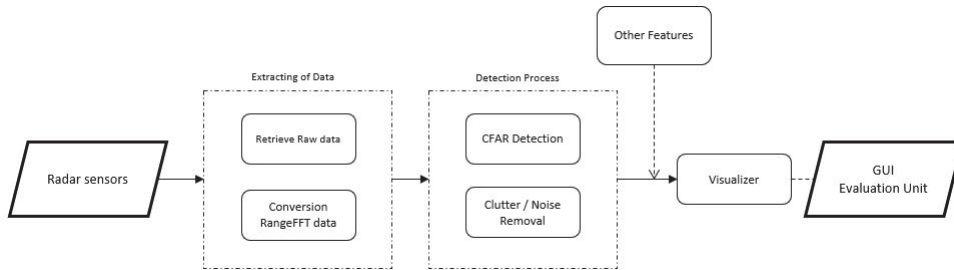 Other Features
Extracting of Data
Detection Process
Retrieve Raw data
CFAR Detection
Radar sensors
Visualizer
GUI
Evaluation Unit
Conversion
RangeFFT data
Clutter / Noise
Removal